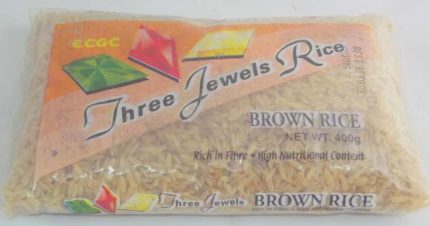 ECGC
Three Jewels Rice
BROWN RICE
NET WT. 400g
Rich in Fibre • High Nutritional Content
Three Jewels BROWN RICE